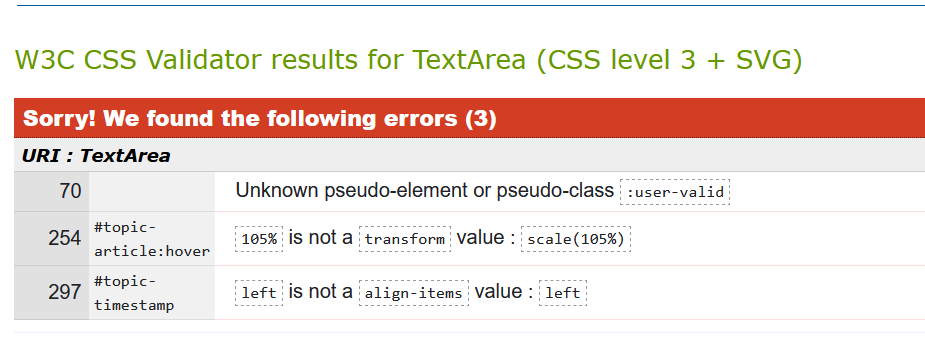 W3C CSS Validator results for TextArea (CSS level 3 + SVG)
Sorry! We found the following errors (3)
URI : TextArea
70 Unknown pseudo-element or pseudo-class :user-valid
254 #topic-article:hover 105% is not a transform value : scale(105%)
297 #topic-timestamp left is not a align-items value : left